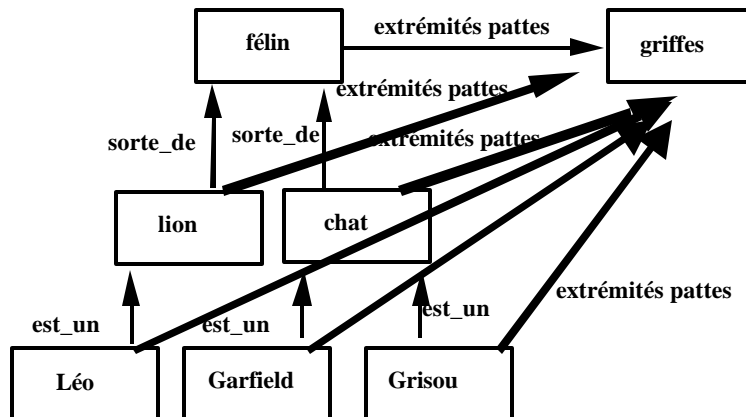 félin
extrémités pattes
griffes
extrémités pattes
sorte_de
sorte_de
extrémités pattes
lion
chat
est_un
est_un
est_un
extrémités pattes
Léo
Garfield
Grisou